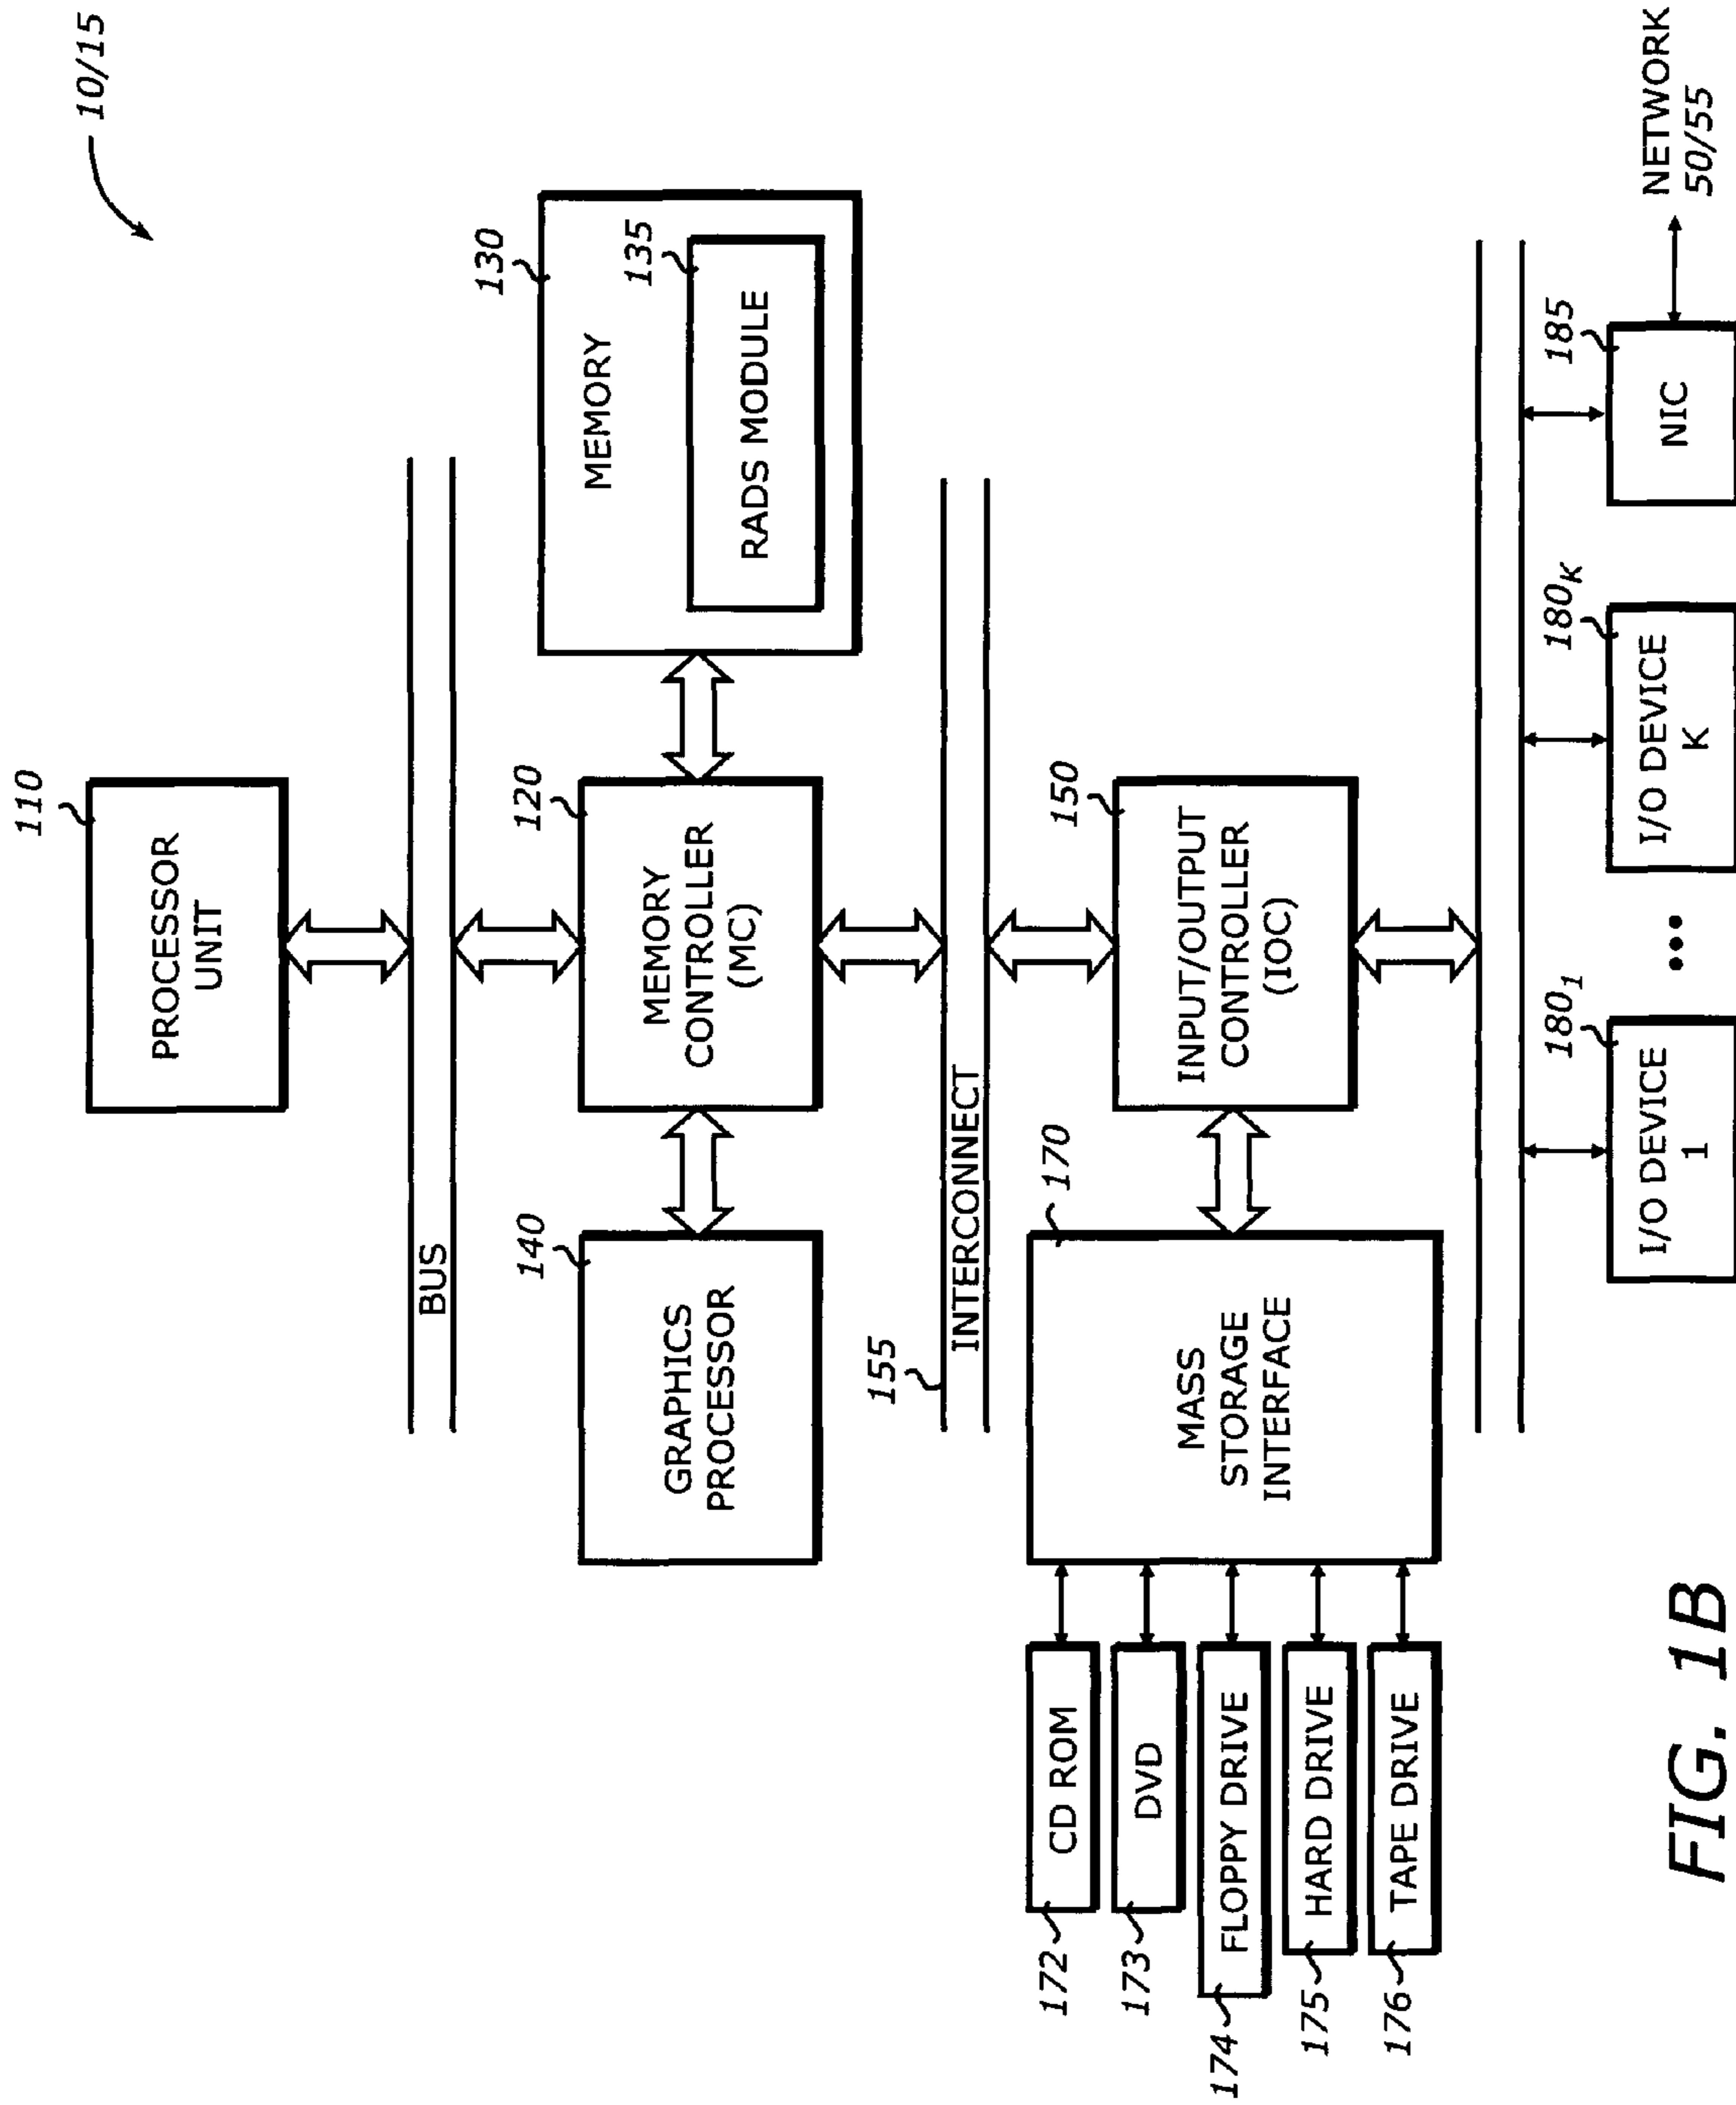 10/15
110
PROCESSOR
UNIT
BUS
140
GRAPHICS
PROCESSOR
120
MEMORY
CONTROLLER
(MC)
130
MEMORY
135
RADS MODULE
155
INTERCONNECT
170
MASS
STORAGE
INTERFACE
150
INPUT/OUTPUT
CONTROLLER
(IOC)
172
CD ROM
173
DVD
174
FLOPPY DRIVE
175
HARD DRIVE
176
TAPE DRIVE
180₁
I/O DEVICE
1
•••
180ₖ
I/O DEVICE
K
185
NIC
NETWORK
50/55
FIG. 1B